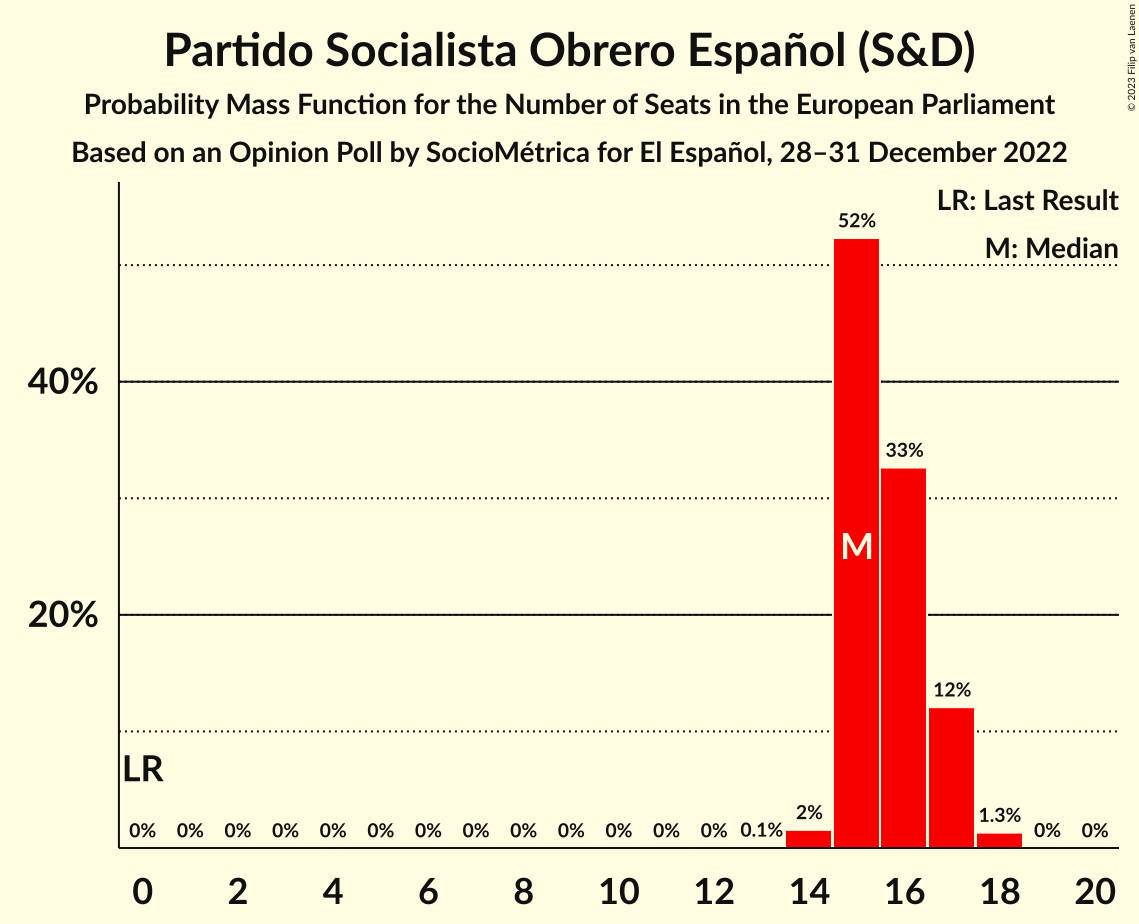 © 2023 Filip van Laenen
Partido Socialista Obrero Español (S&D)
Probability Mass Function for the Number of Seats in the European Parliament
Based on an Opinion Poll by SocioMétrica for El Español, 28–31 December 2022
LR: Last Result
M: Median
52%
40%
33%
M
20%
12%
LR
0% 0% 0% 0% 0% 0% 0% 0% 0% 0% 0% 0% 0% 0.1% 2% 1.3% 0% 0%
0 2 4 6 8 10 12 14 16 18 20